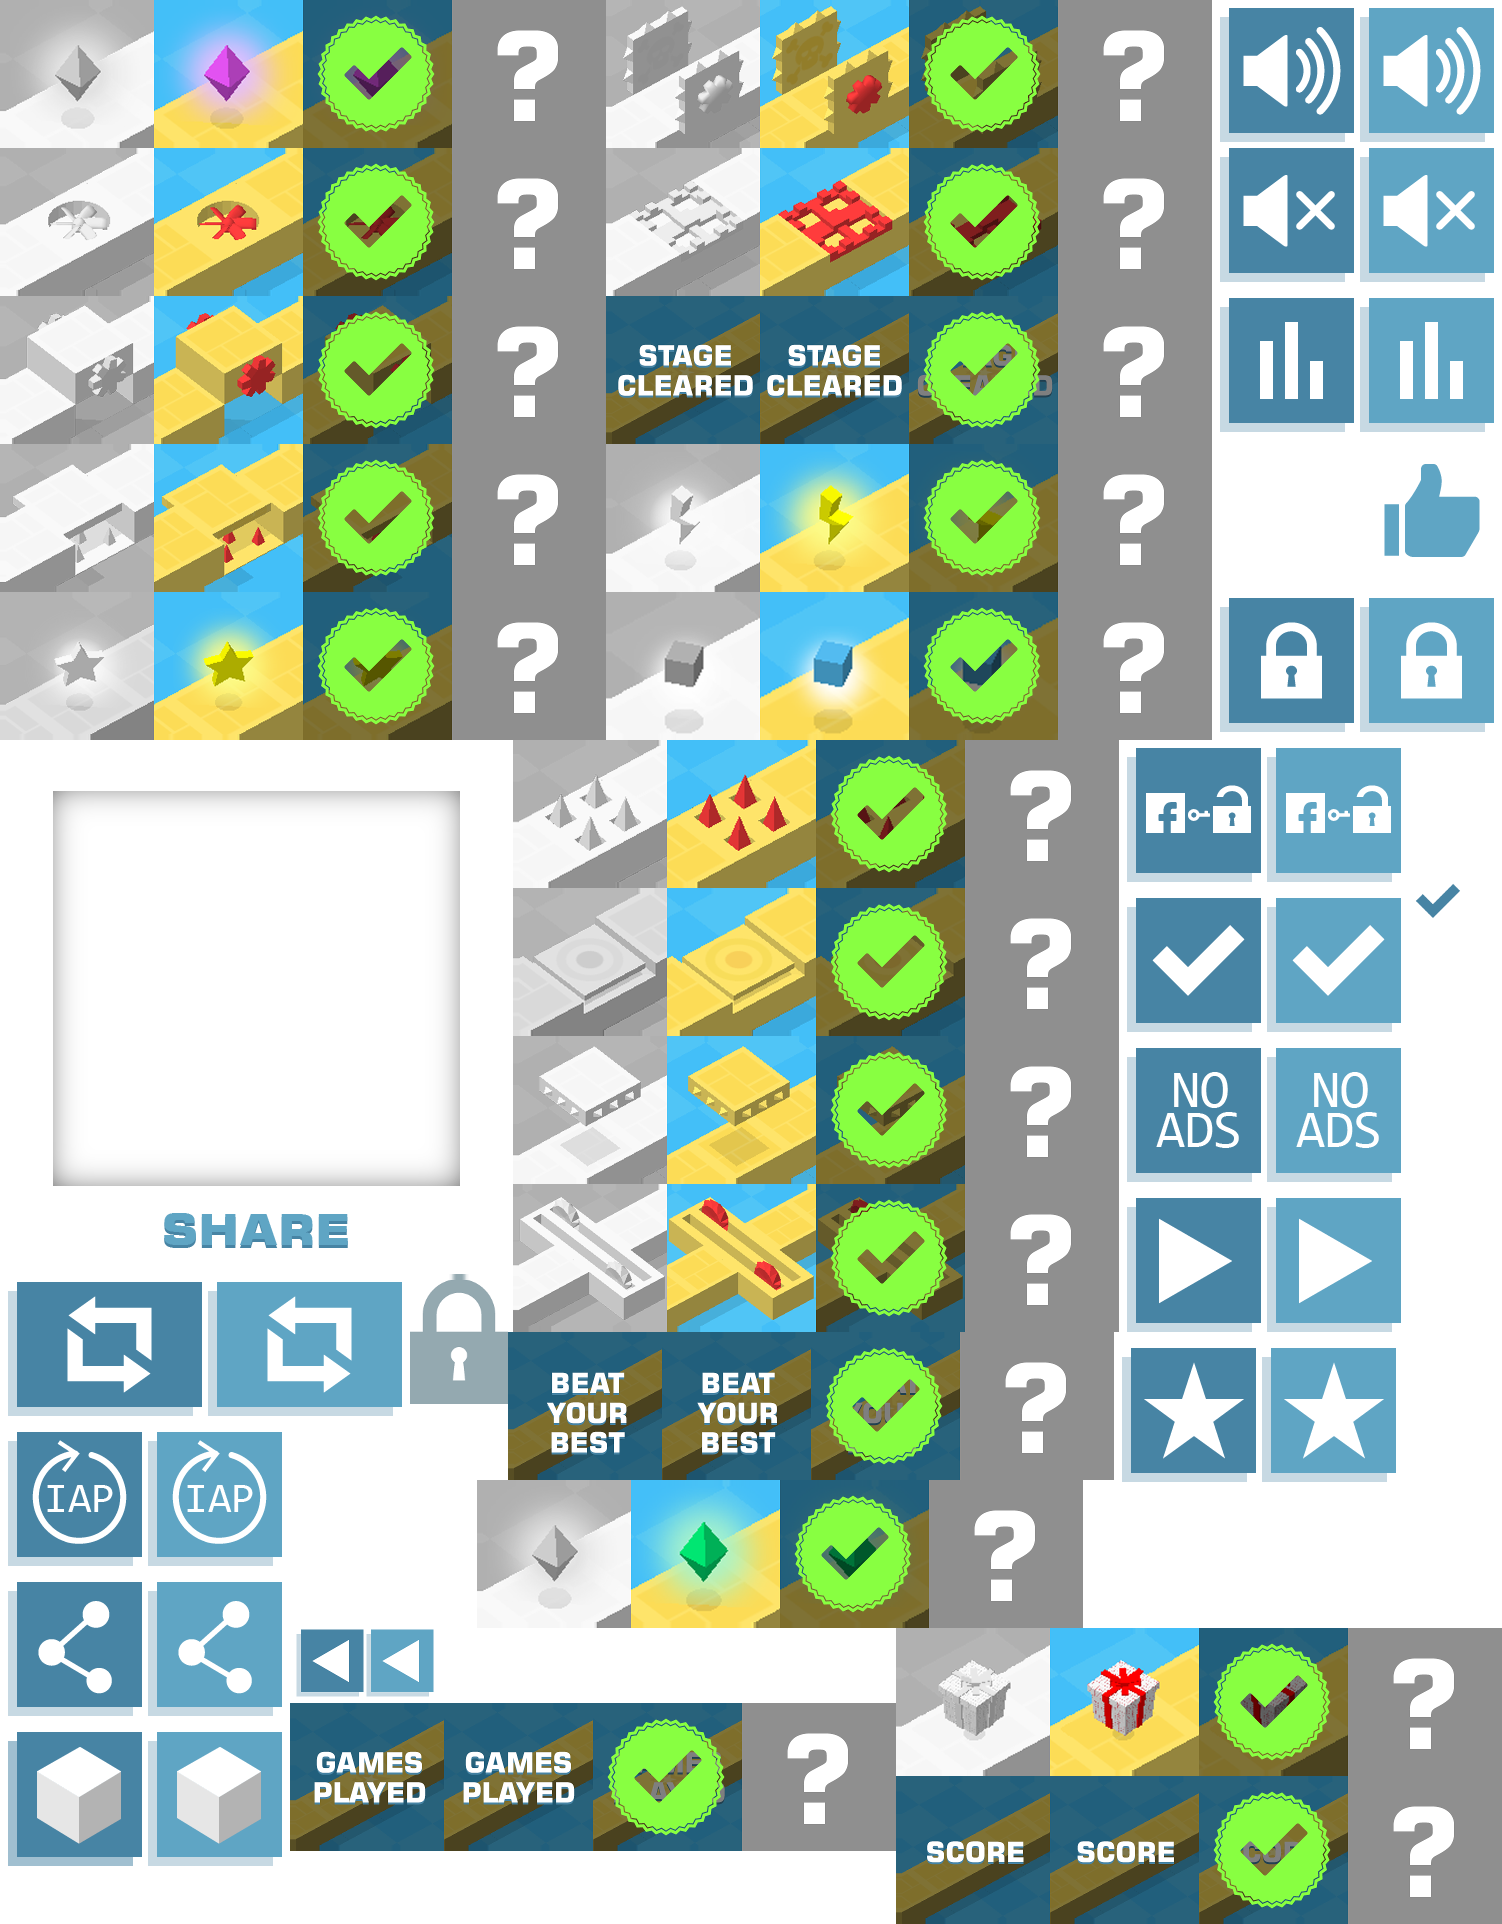 ?
?
?
?
?
?
STAGE
CLEARED
STAGE
CLEARED
?
?
?
?
?
?
f
f
?
?
NO
ADS
NO
ADS
?
SHARE
BEAT
YOUR
BEST
BEAT
YOUR
BEST
?
IAP
IAP
?
?
GAMES
PLAYED
GAMES
PLAYED
?
SCORE
SCORE
?